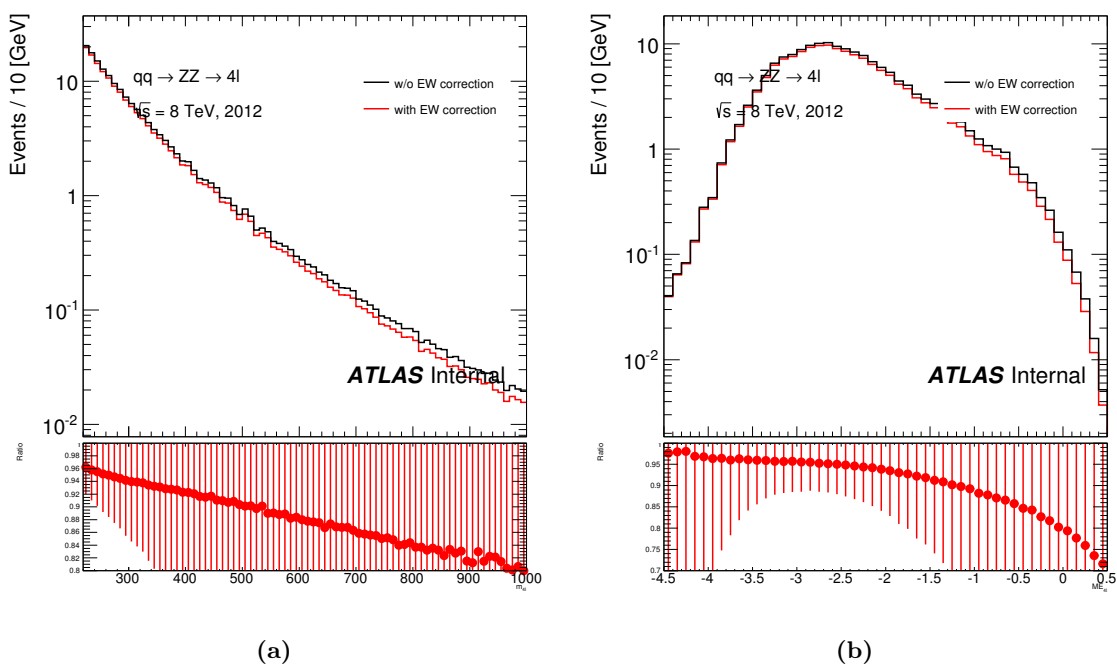 Events / 10 [GeV]
10
1
10-1
10-2
qq → ZZ → 4l
√s = 8 TeV, 2012
w/o EW correction
with EW correction
ATLAS Internal
Ratio
1
0.98
0.96
0.94
0.92
0.9
0.88
0.86
0.84
0.82
0.8
300 400 500 600 700 800 900 1000
(a)
Events / 10 [GeV]
10
1
10-1
10-2
qq → ZZ → 4l
√s = 8 TeV, 2012
w/o EW correction
with EW correction
ATLAS Internal
Ratio
1
0.95
0.9
0.85
0.8
0.75
0.7
-4.5 -4 -3.5 -3 -2.5 -2 -1.5 -1 -0.5 0 0.5
(b)